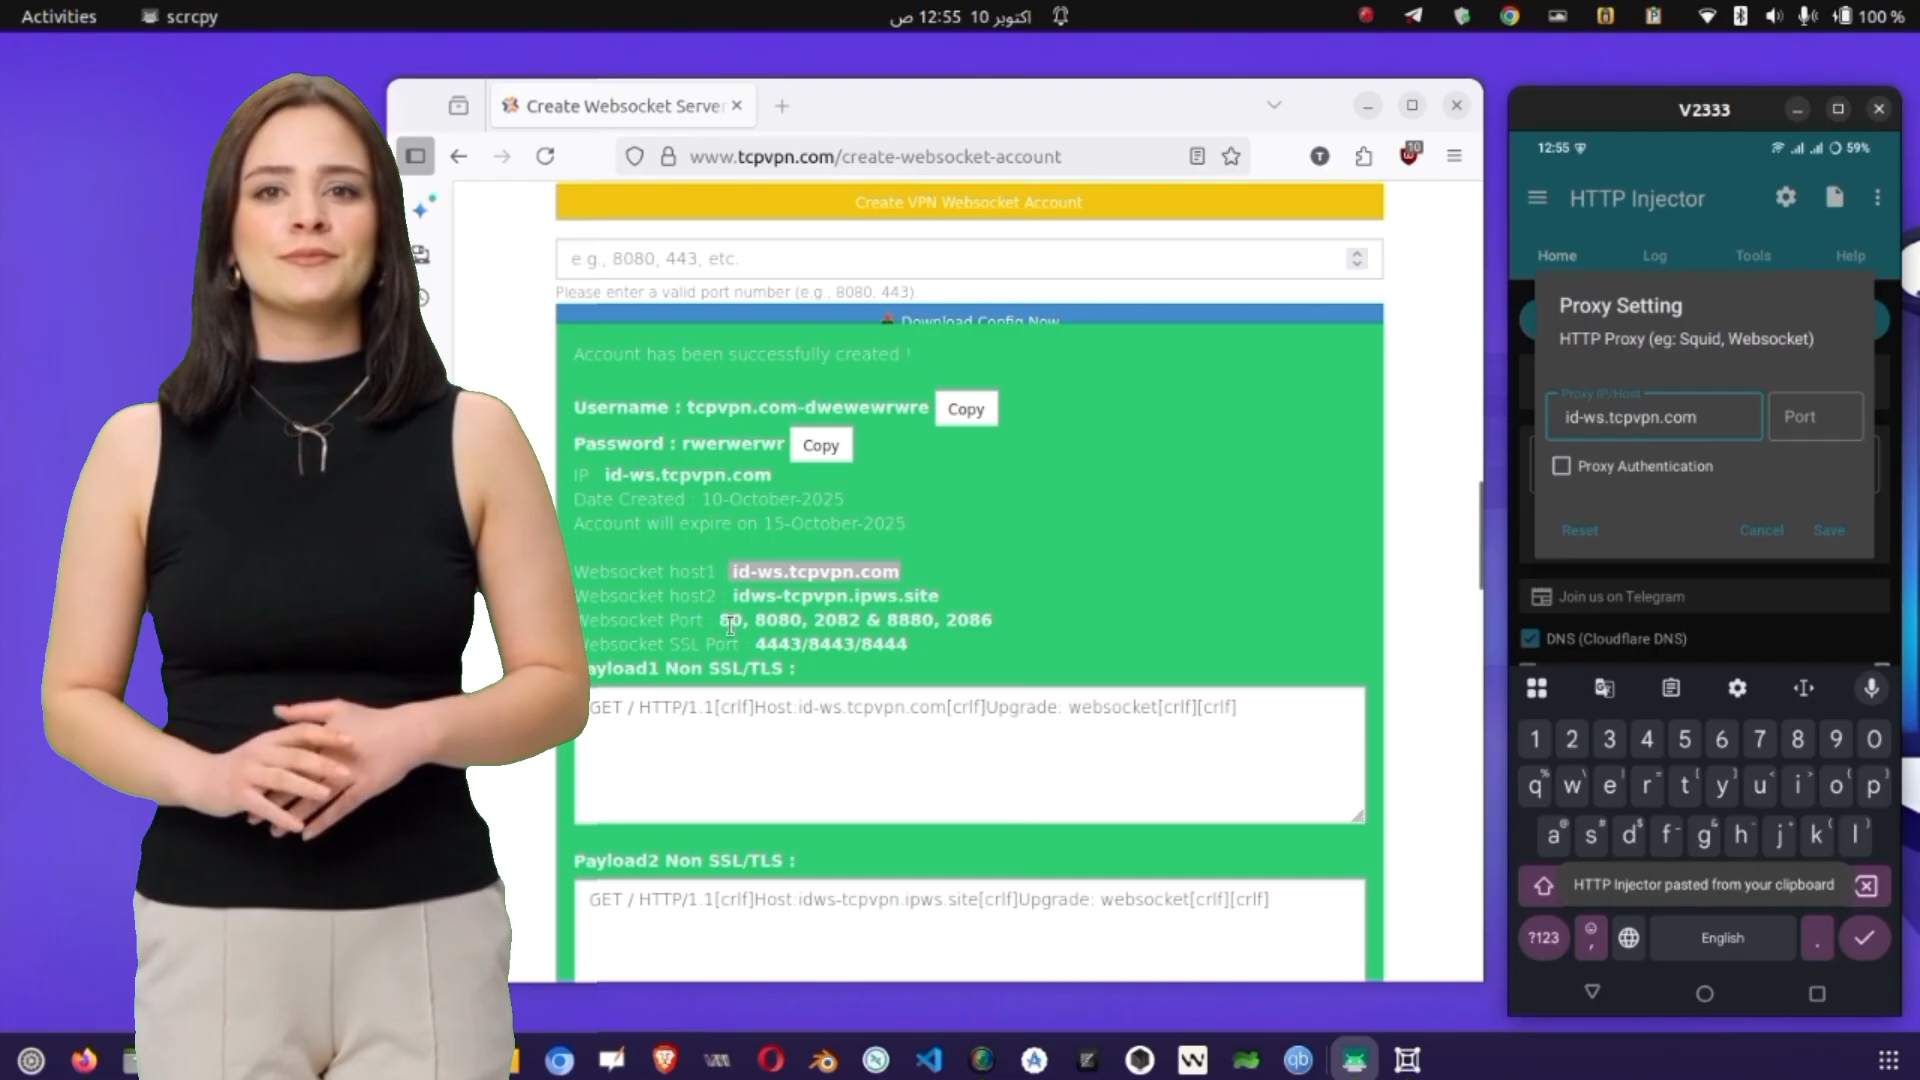 Activities
scrcpy
اکتوبر 10 12:55 ص
100 %
Create Websocket Server
www.tcpvpn.com/create-websocket-account
10
Create VPN Websocket Account
e.g., 8080, 443, etc.
Please enter a valid port number (e.g., 8080, 443).
Download Config Now
Account has been successfully created !
Username : tcpvpn.com-dwewewrwre
Copy
Password : rwerwerwr
Copy
IP id-ws.tcpvpn.com
Date Created : 10-October-2025
Account will expire on 15-October-2025
Websocket host1 : id-ws.tcpvpn.com
Websocket host2 : idws-tcpvpn.ipws.site
Websocket Port : 80, 8080, 2082 & 8880, 2086
Websocket SSL Port : 4443/8443/8444
Payload1 Non SSL/TLS :
GET / HTTP/1.1[crlf]Host:id-ws.tcpvpn.com[crlf]Upgrade: websocket[crlf][crlf]
Payload2 Non SSL/TLS :
GET / HTTP/1.1[crlf]Host:idws-tcpvpn.ipws.site[crlf]Upgrade: websocket[crlf][crlf]
V2333
12:55
59%
HTTP Injector
Home Log Tools Help
Proxy Setting
HTTP Proxy (eg: Squid, Websocket)
Proxy IP/Host
id-ws.tcpvpn.com
Port
Proxy Authentication
Reset Cancel Save
Join us on Telegram
DNS (Cloudflare DNS)
1 2 3 4 5 6 7 8 9 0
q w e r t y u i o p
a s d f g h j k l
HTTP Injector pasted from your clipboard
?123 , English .